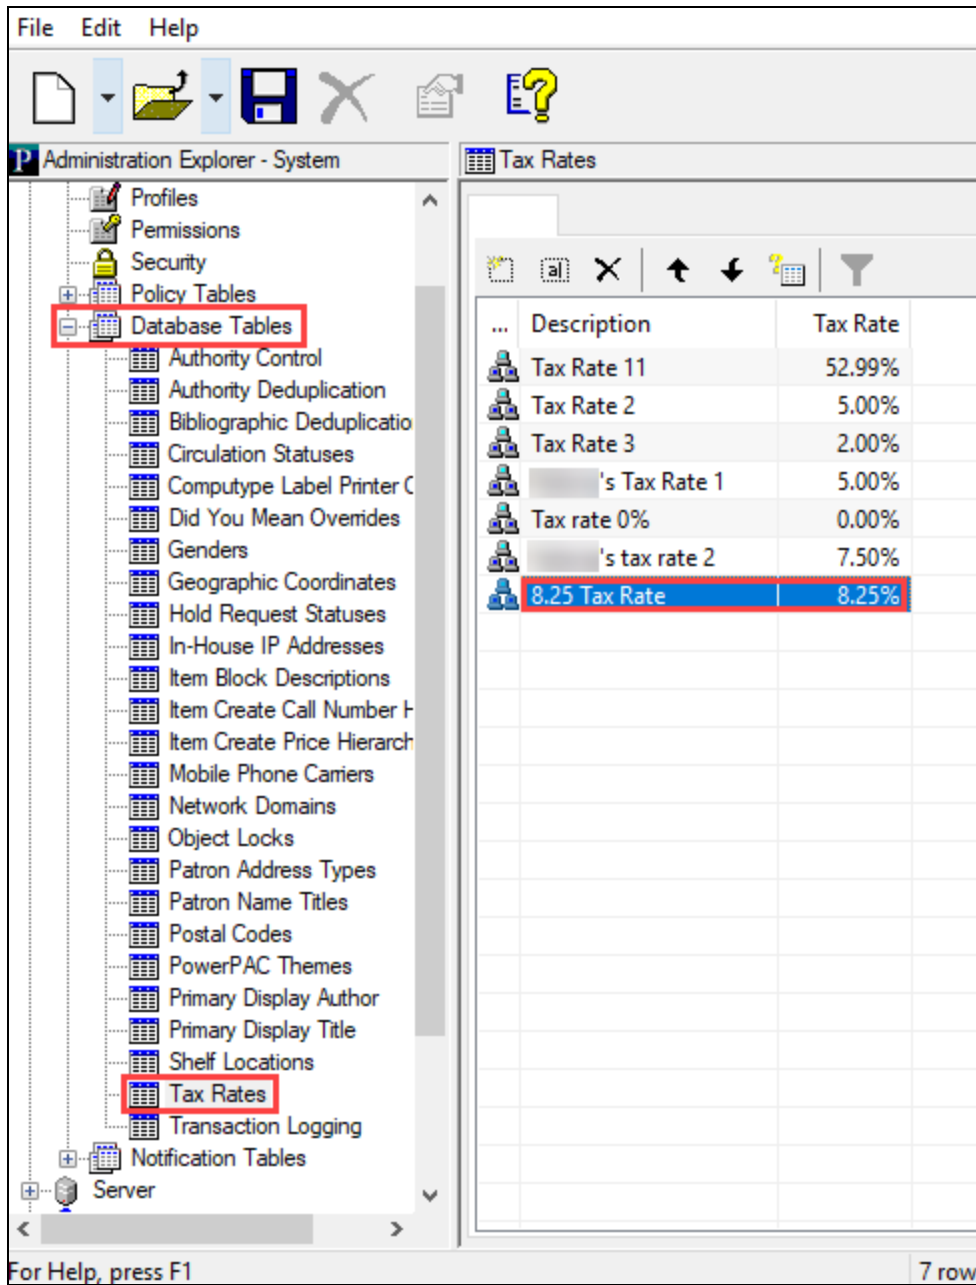 File Edit Help
Administration Explorer - System
Profiles
Permissions
Security
Policy Tables
Database Tables
Authority Control
Authority Deduplication
Bibliographic Deduplicatio
Circulation Statuses
Computype Label Printer C
Did You Mean Overrides
Genders
Geographic Coordinates
Hold Request Statuses
In-House IP Addresses
Item Block Descriptions
Item Create Call Number H
Item Create Price Hierarch
Mobile Phone Carriers
Network Domains
Object Locks
Patron Address Types
Patron Name Titles
Postal Codes
PowerPAC Themes
Primary Display Author
Primary Display Title
Shelf Locations
Tax Rates
Transaction Logging
Notification Tables
Server
Tax Rates
... Description Tax Rate
Tax Rate 11 52.99%
Tax Rate 2 5.00%
Tax Rate 3 2.00%
's Tax Rate 1 5.00%
Tax rate 0% 0.00%
's tax rate 2 7.50%
8.25 Tax Rate 8.25%
For Help, press F1
7 row